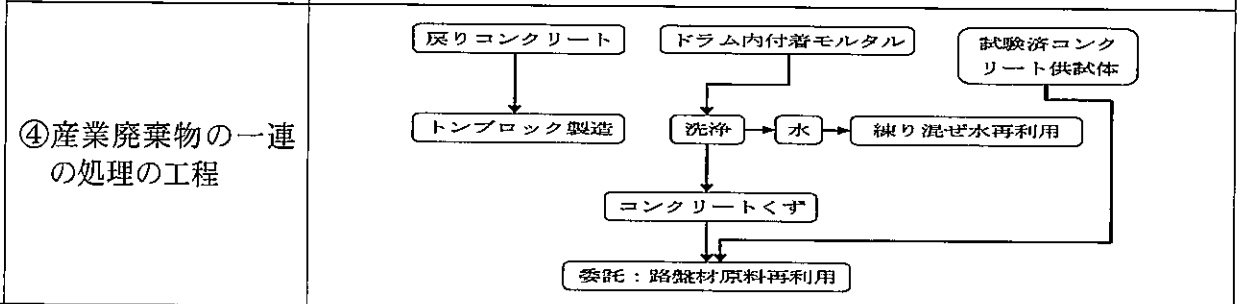 ④産業廃棄物の一連
の処理の工程
戻りコンクリート
ドラム内付着モルタル
試験済コンク
リート供試体
トンブロック製造
洗浄
水
練り混ぜ水再利用
コンクリートくず
委託：路盤材原料再利用